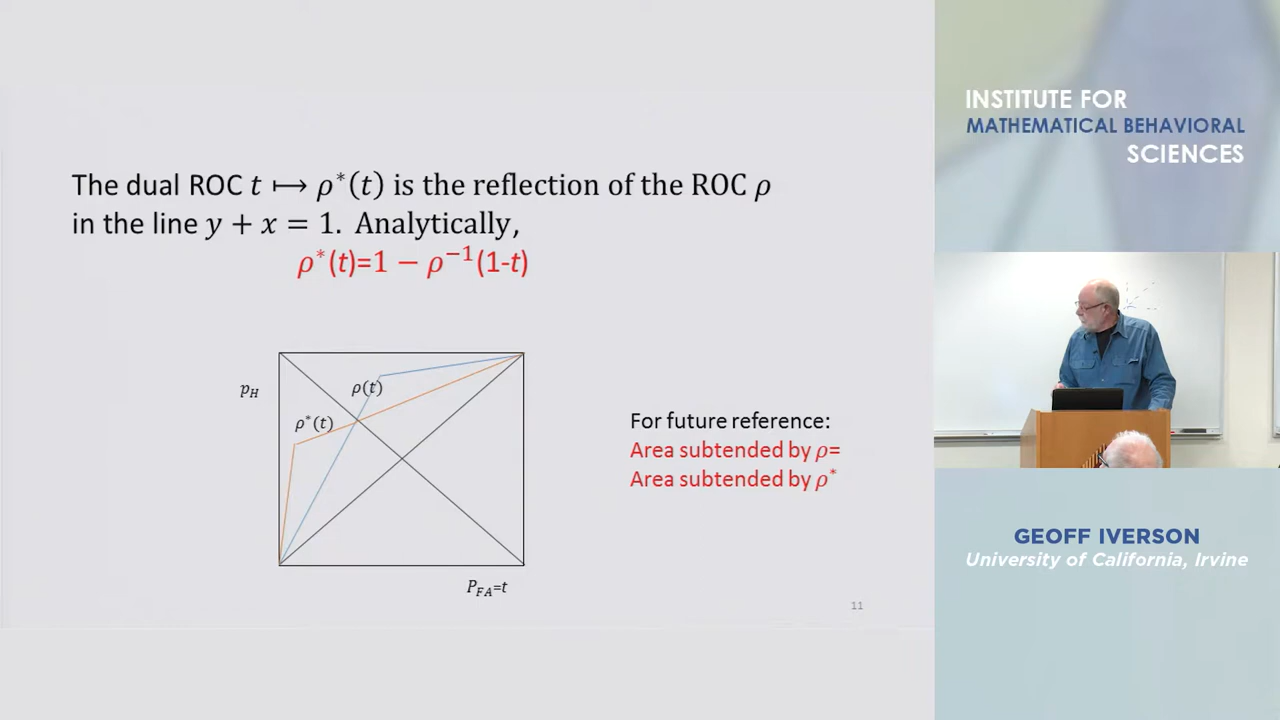 The dual ROC t ⟼ ρ*(t) is the reflection of the ROC ρ
in the line y + x = 1. Analytically,
ρ*(t)=1 − ρ⁻¹(1-t)
p_H
ρ(t)
ρ*(t)
P_FA=t
For future reference:
Area subtended by ρ=
Area subtended by ρ*
11
INSTITUTE FOR
MATHEMATICAL BEHAVIORAL
SCIENCES
GEOFF IVERSON
University of California, Irvine